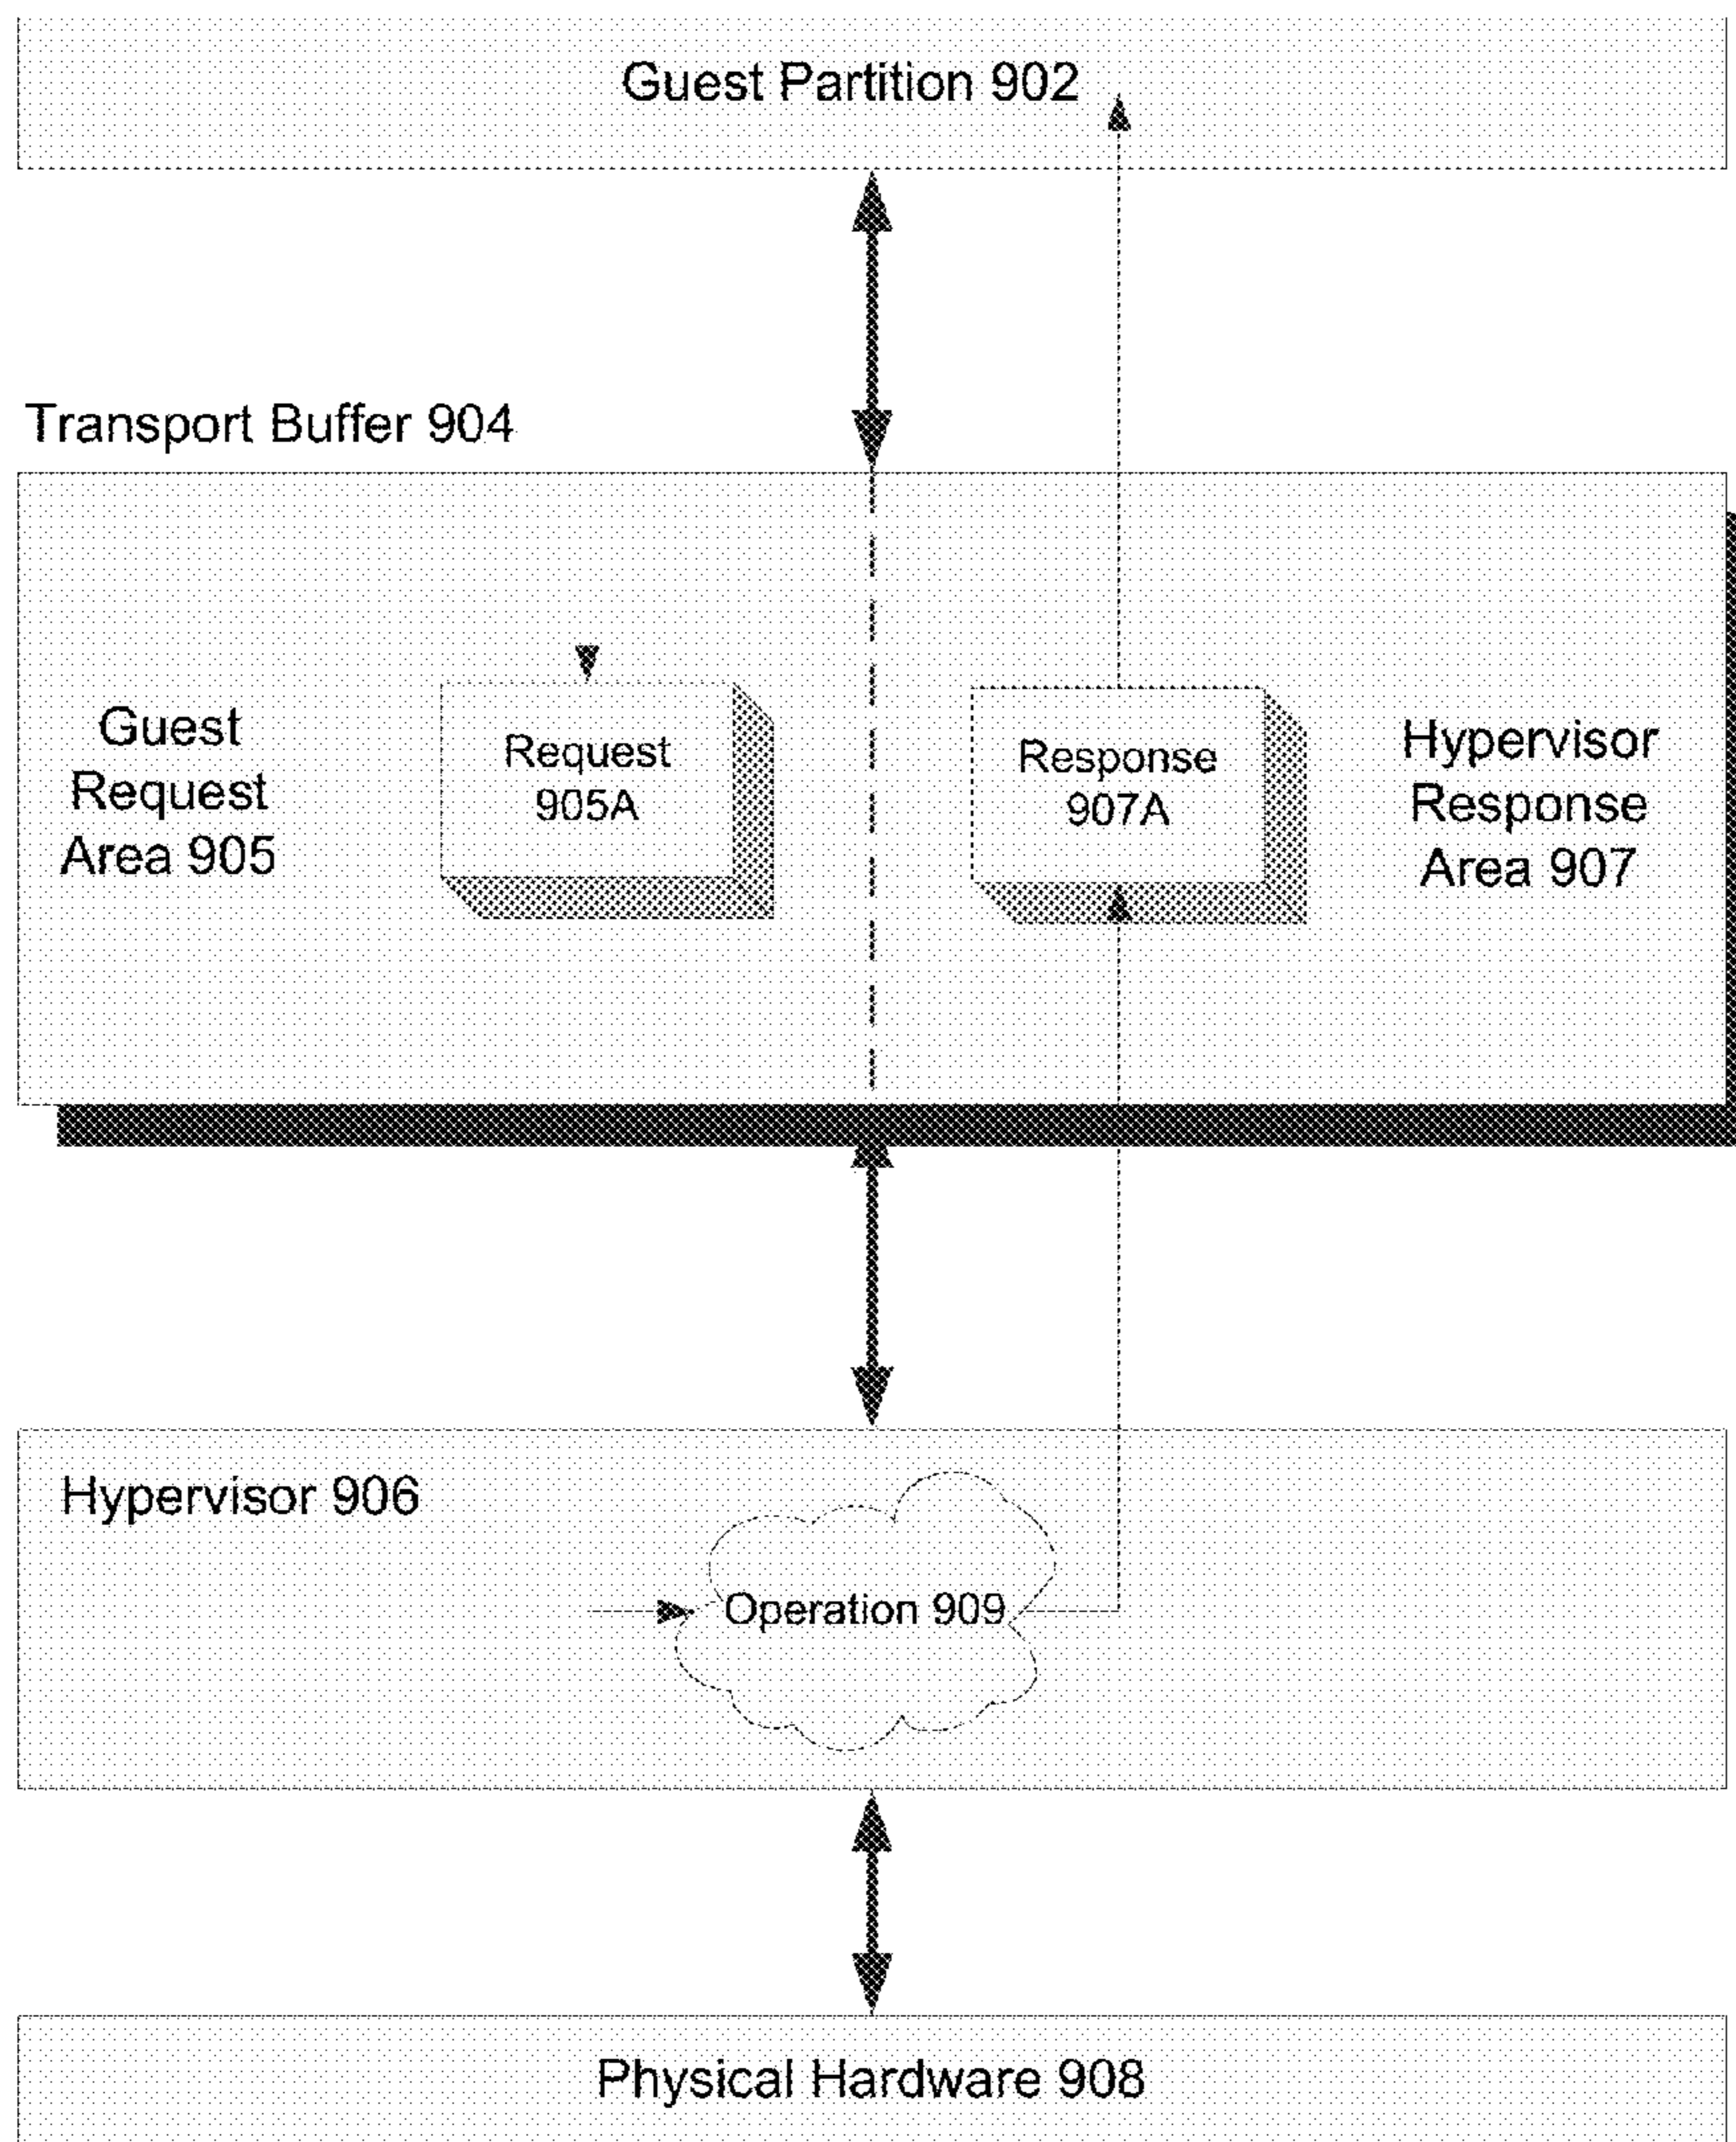 Guest Partition 902
Transport Buffer 904
Guest
Request
Area 905
Request
905A
Response
907A
Hypervisor
Response
Area 907
Hypervisor 906
Operation 909
Physical Hardware 908